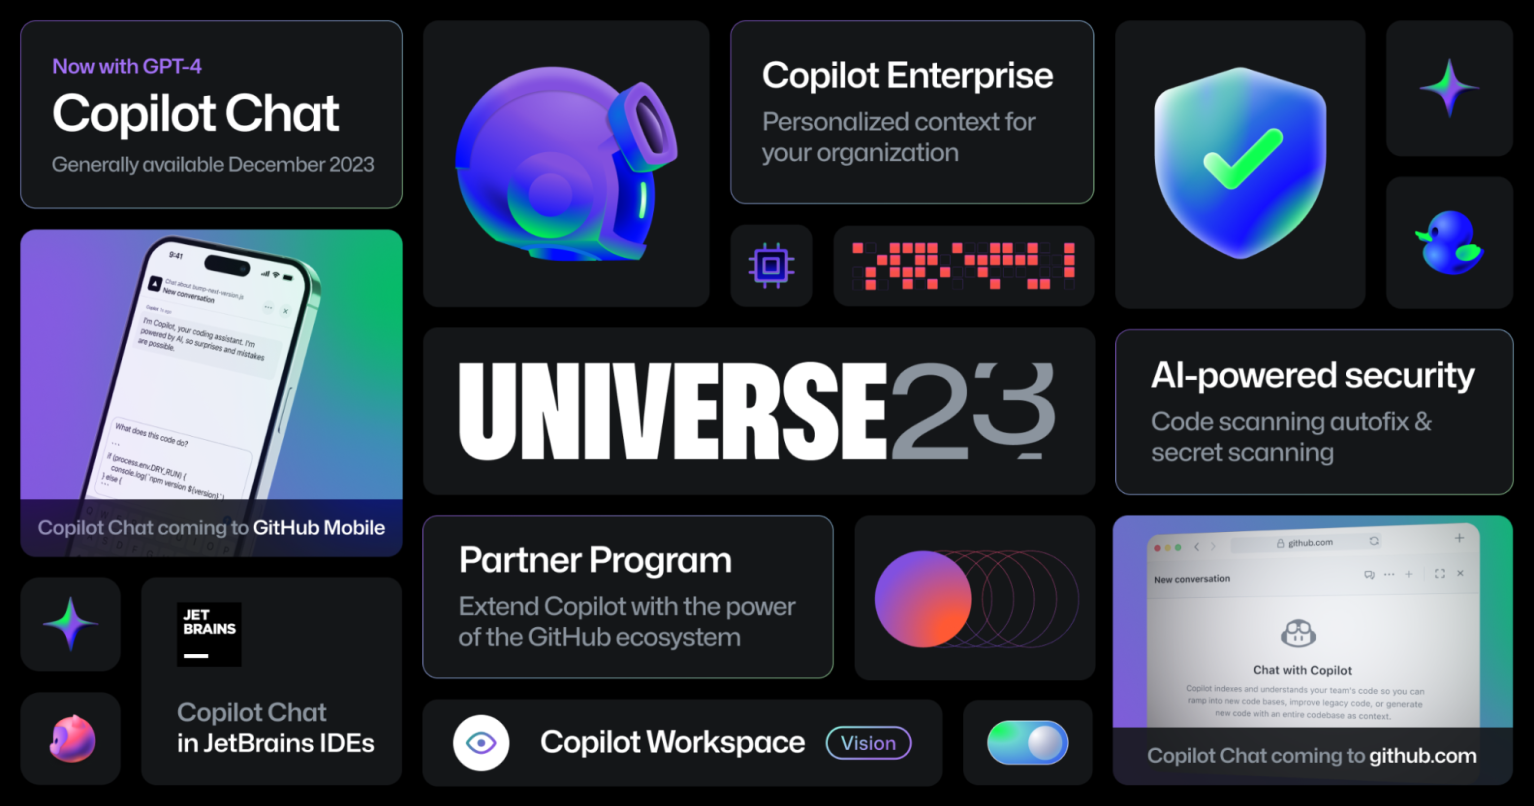 Now with GPT-4
Copilot Chat
Generally available December 2023
9:41
Chat about bump-next-version.js
New conversation
Copilot
I'm Copilot, your coding assistant. I'm
powered by AI, so surprises and mistakes
are possible.
What does this code do?
```
if (process.env.DRY_RUN) {
console.log(`npm version ${version}`)
} else {
```
Copilot Chat coming to GitHub Mobile
JET
BRAINS
Copilot Chat
in JetBrains IDEs
Copilot Enterprise
Personalized context for
your organization
UNIVERSE23
Partner Program
Extend Copilot with the power
of the GitHub ecosystem
Copilot Workspace
Vision
AI-powered security
Code scanning autofix &
secret scanning
github.com
New conversation
Chat with Copilot
Copilot indexes and understands your team's code so you can
ramp into new code bases, improve legacy code, or generate
new code with an entire codebase as context.
Copilot Chat coming to github.com